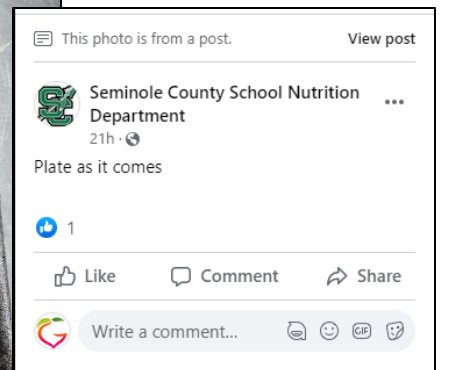 This photo is from a post. View post
Seminole County School Nutrition
Department
21h
Plate as it comes
1
Like Comment Share
Write a comment... GIF